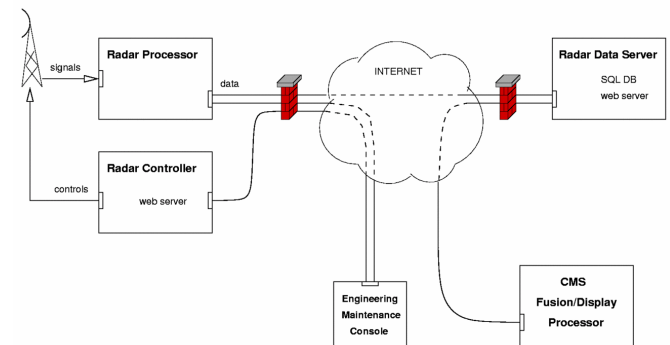 Radar Processor
signals
data
INTERNET
Radar Data Server
SQL DB
web server
Radar Controller
controls
web server
Engineering
Maintenance
Console
CMS
Fusion/Display
Processor